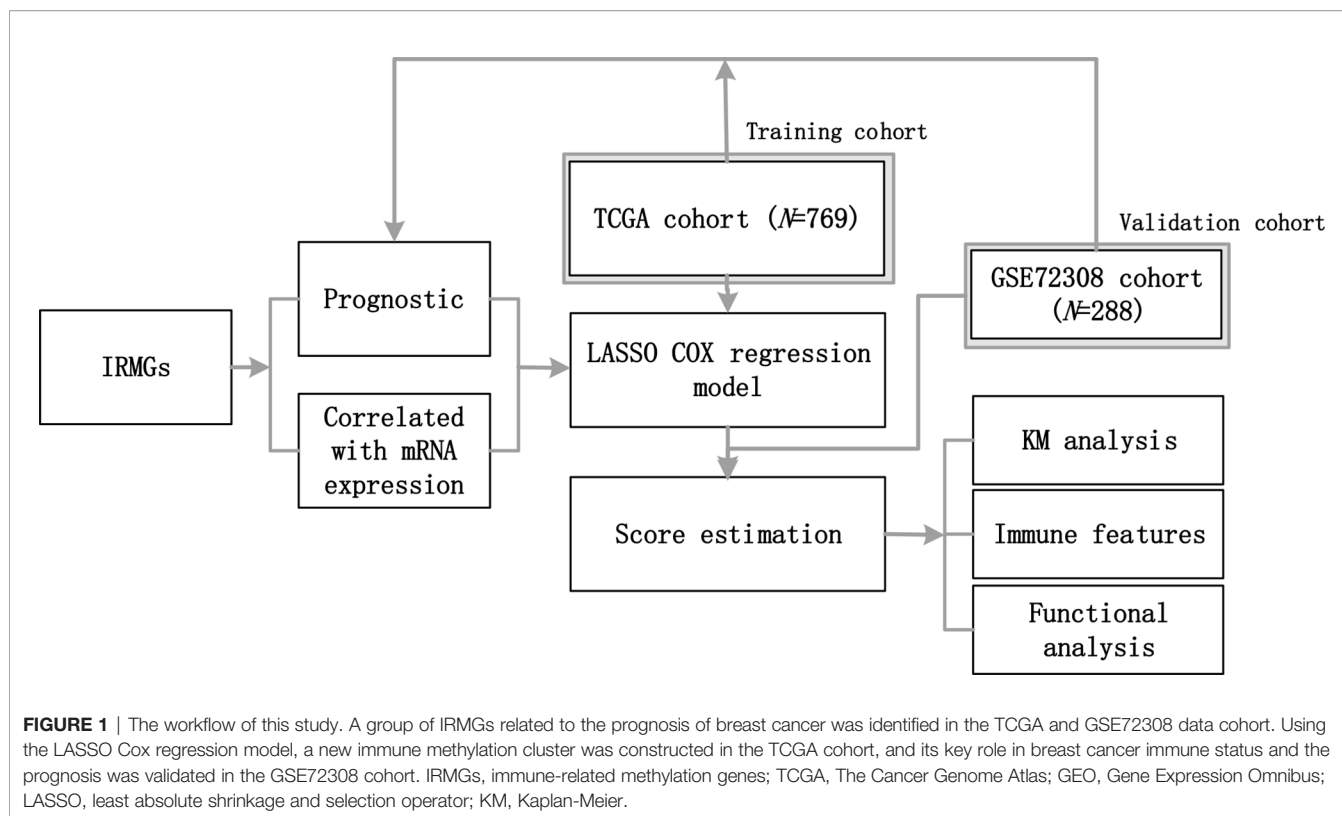 Training cohort
TCGA cohort (N=769)
Validation cohort
GSE72308 cohort
(N=288)
Prognostic
IRMGs
LASSO COX regression
model
Correlated
with mRNA
expression
KM analysis
Score estimation
Immune features
Functional
analysis
FIGURE 1 | The workflow of this study. A group of IRMGs related to the prognosis of breast cancer was identified in the TCGA and GSE72308 data cohort. Using
the LASSO Cox regression model, a new immune methylation cluster was constructed in the TCGA cohort, and its key role in breast cancer immune status and the
prognosis was validated in the GSE72308 cohort. IRMGs, immune-related methylation genes; TCGA, The Cancer Genome Atlas; GEO, Gene Expression Omnibus;
LASSO, least absolute shrinkage and selection operator; KM, Kaplan-Meier.